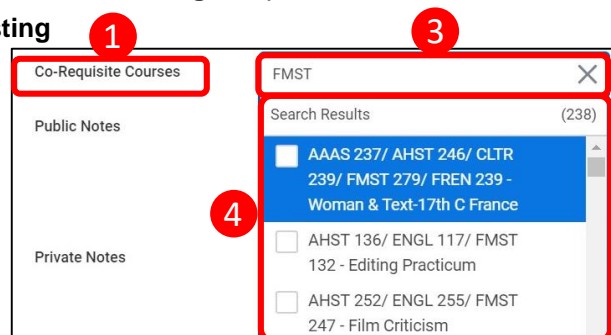 sting
1
3
Co-Requisite Courses
FMST
Public Notes
Search Results (238)
AAAS 237/ AHST 246/ CLTR
239/ FMST 279/ FREN 239 -
Woman & Text-17th C France
4
AHST 136/ ENGL 117/ FMST
132 - Editing Practicum
Private Notes
AHST 252/ ENGL 255/ FMST
247 - Film Criticism